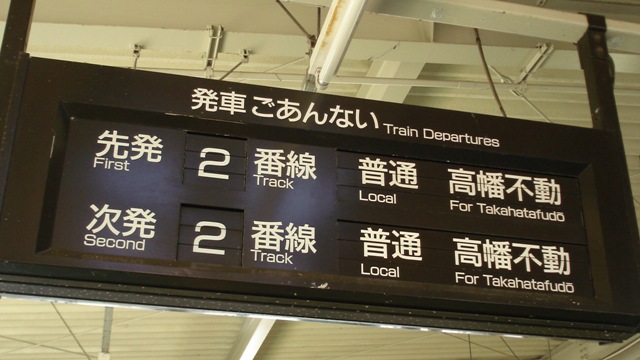 発車ごあんない Train Departures
先発 2 番線 普通 高幡不動
First Track Local For Takahatafudō
次発 2 番線 普通 高幡不動
Second Track Local For Takahatafudō